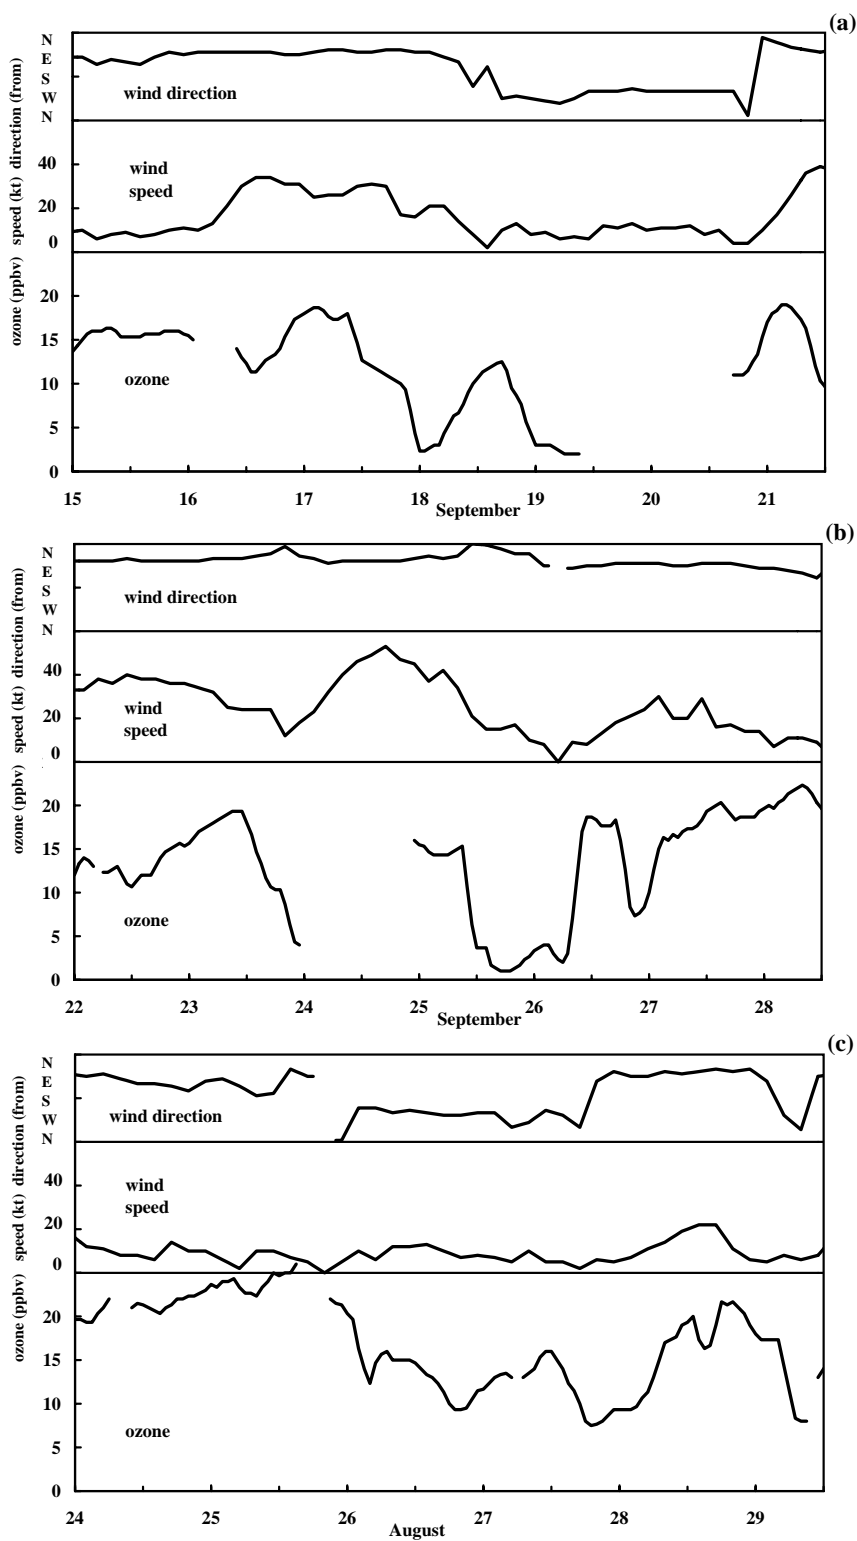 (a)
N
E
S
W
N
direction (from)
wind direction
40
20
0
speed (kt)
wind
speed
20
15
10
5
0
ozone (ppbv)
ozone
15 16 17 18 19 20 21
September
(b)
N
E
S
W
N
direction (from)
wind direction
40
20
0
speed (kt)
wind
speed
20
15
10
5
0
ozone (ppbv)
ozone
22 23 24 25 26 27 28
September
(c)
N
E
S
W
N
direction (from)
wind direction
40
20
0
speed (kt)
wind
speed
20
15
10
5
0
ozone (ppbv)
ozone
24 25 26 27 28 29
August